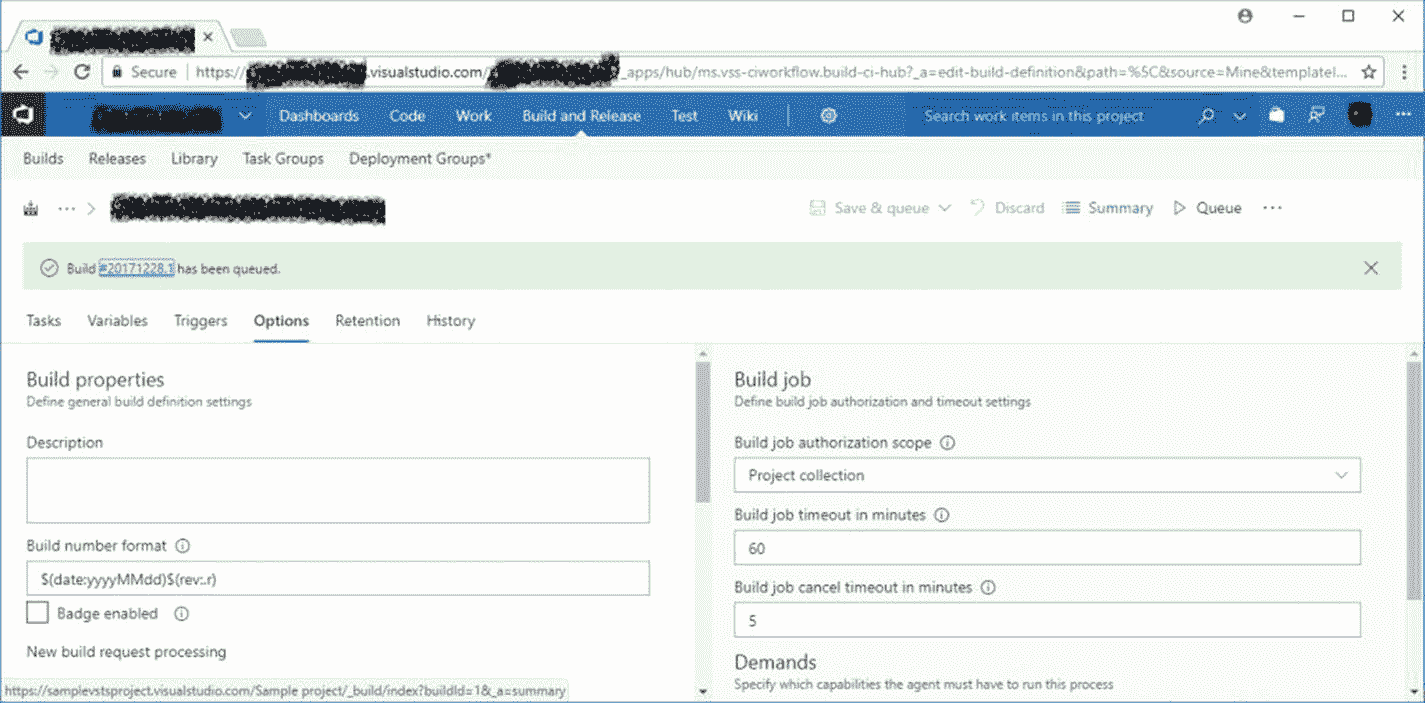 Secure https:// .visualstudio.com/ _apps/hub/ms.vss-ciworkflow.build-ci-hub?_a=edit-build-definition&path=%5C&source=Mine&templateI...
Dashboards Code Work Build and Release Test Wiki Search work items in this project
Builds Releases Library Task Groups Deployment Groups*
... > Save & queue Discard Summary Queue ...
Build #20171228.1 has been queued.
Tasks Variables Triggers Options Retention History
Build properties
Define general build definition settings
Description
Build number format
$(date:yyyyMMdd)$(rev:.r)
Badge enabled
New build request processing
Build job
Define build job authorization and timeout settings
Build job authorization scope
Project collection
Build job timeout in minutes
60
Build job cancel timeout in minutes
5
Demands
Specify which capabilities the agent must have to run this process
https://samplevstsproject.visualstudio.com/Sample project/_build/index?buildId=1&_a=summary